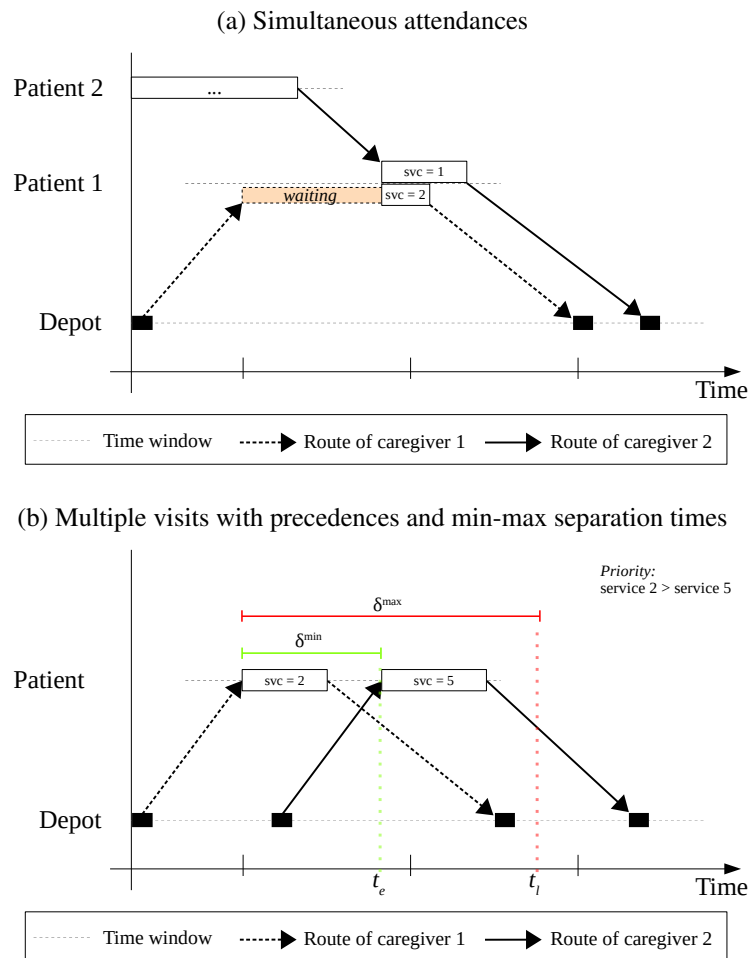 (a) Simultaneous attendances
Patient 2
...
Patient 1
svc = 1
waiting
svc = 2
Depot
Time
Time window
Route of caregiver 1
Route of caregiver 2
(b) Multiple visits with precedences and min-max separation times
Priority:
service 2 > service 5
δmax
δmin
Patient
svc = 2
svc = 5
Depot
te
tl
Time
Time window
Route of caregiver 1
Route of caregiver 2